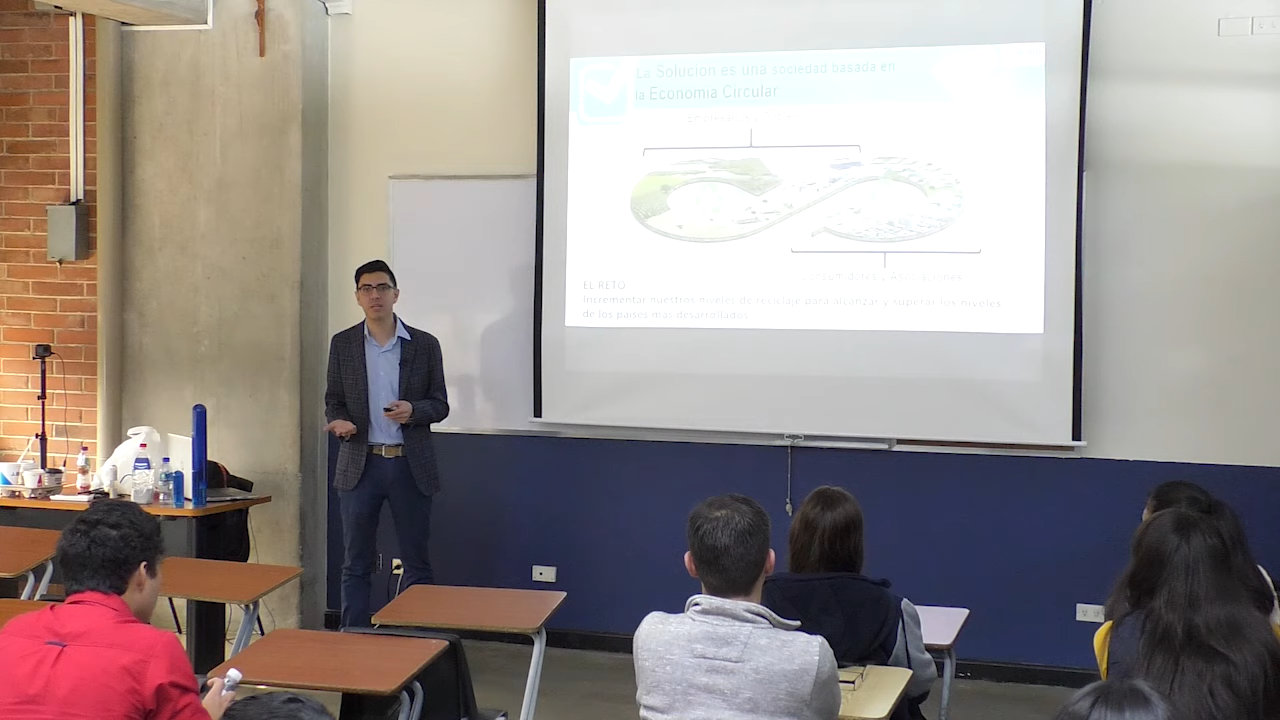 La Solucion es una sociedad basada en
la Economia Circular
EL RETO
Incrementar nuestros niveles de reciclaje para alcanzar y superar los niveles
de los paises mas desarrollados